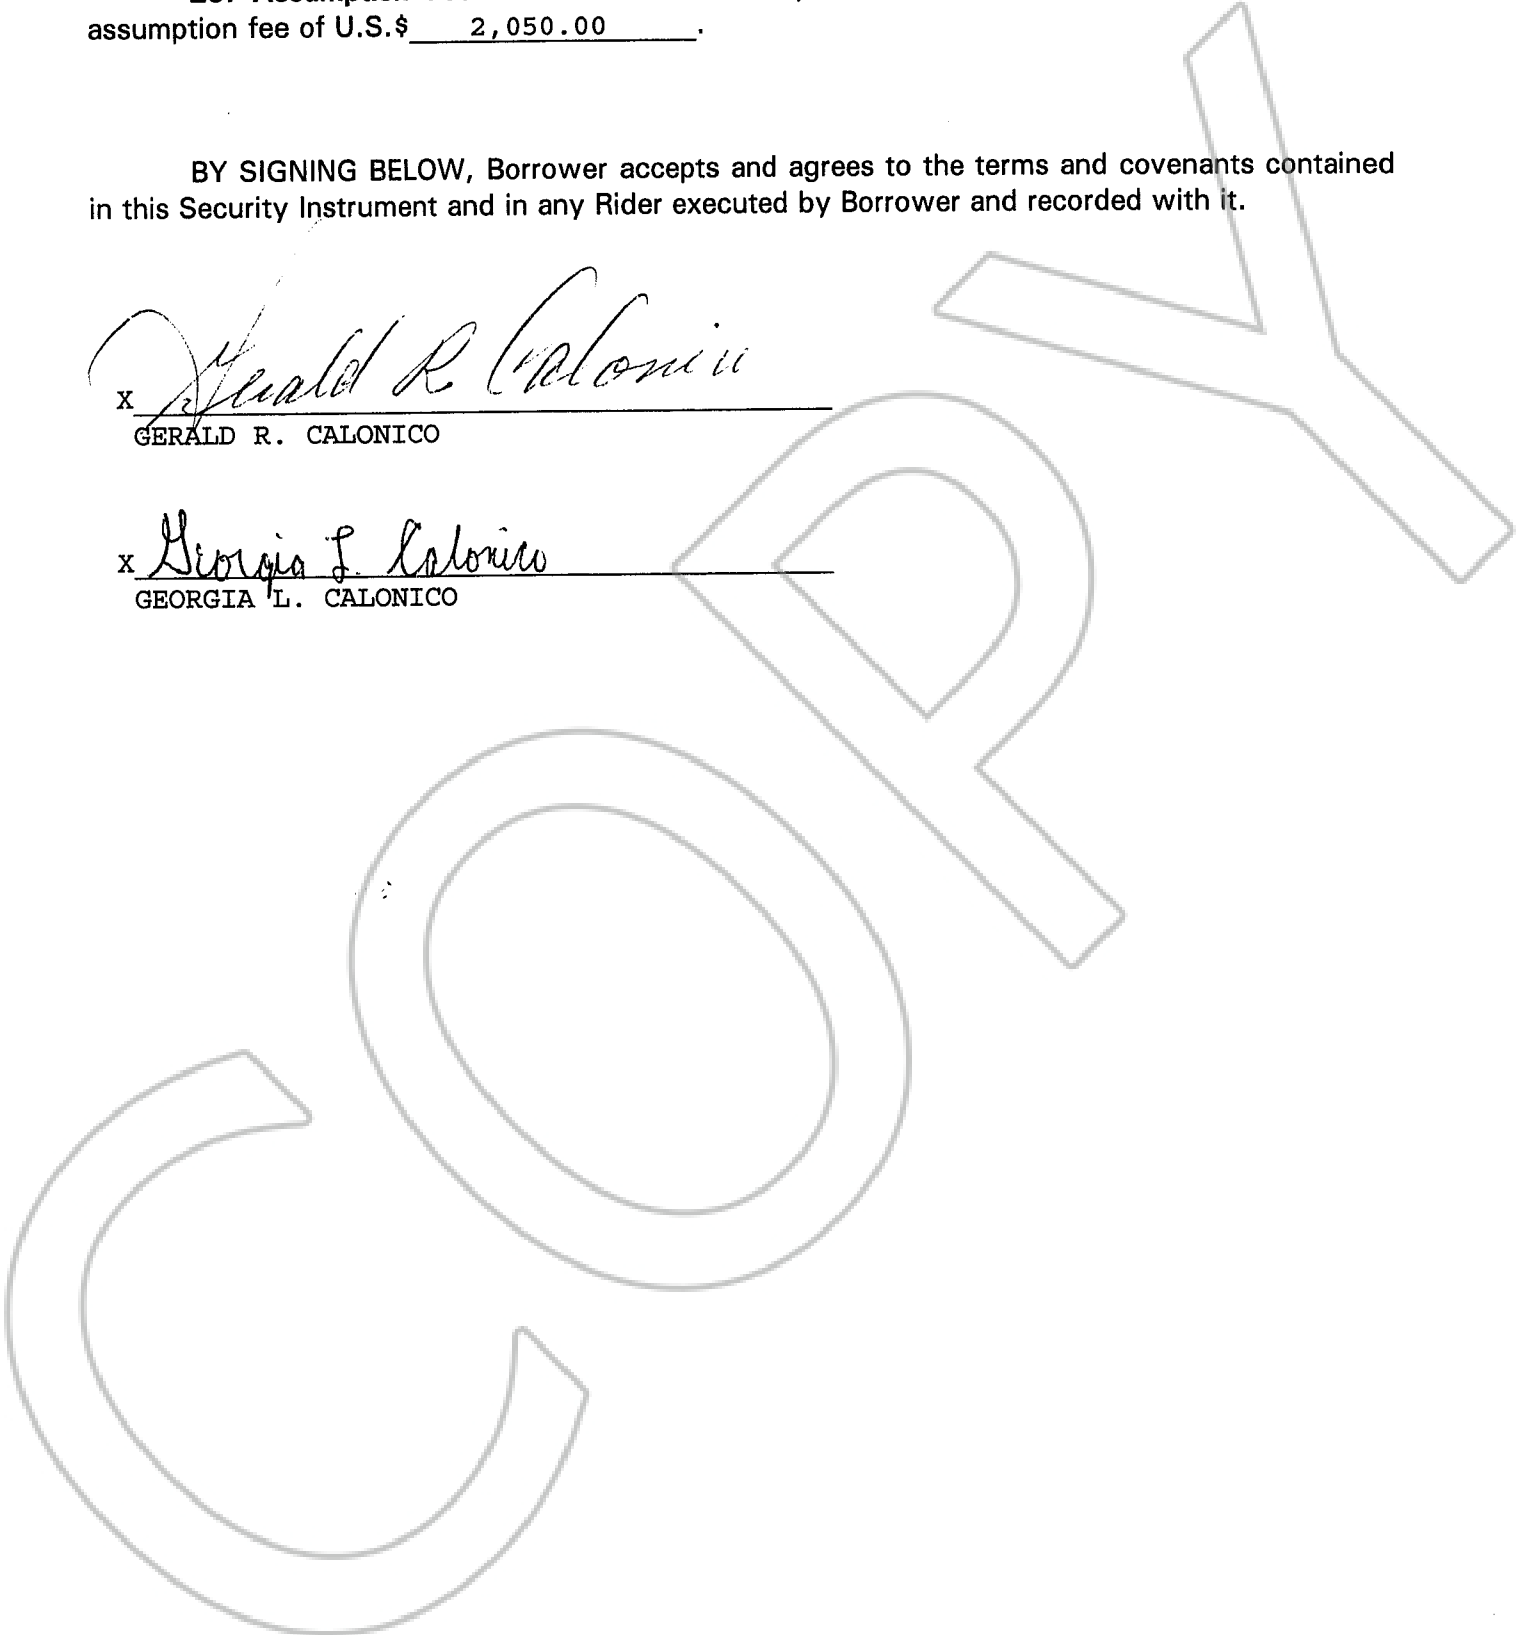 assumption fee of U.S.$ 2,050.00 .
BY SIGNING BELOW, Borrower accepts and agrees to the terms and covenants contained
in this Security Instrument and in any Rider executed by Borrower and recorded with it.
X Gerald R Calonico
GERALD R. CALONICO
X Georgia L. Calonico
GEORGIA L. CALONICO
COPY